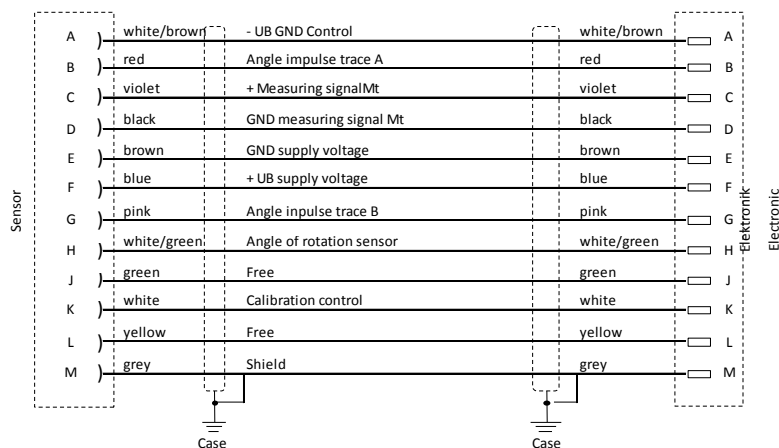 A white/brown - UB GND Control white/brown A
B red Angle impulse trace A red B
C violet + Measuring signalMt violet C
D black GND measuring signal Mt black D
E brown GND supply voltage brown E
F blue + UB supply voltage blue F
G pink Angle inpulse trace B pink G
H white/green Angle of rotation sensor white/green H
J green Free green J
K white Calibration control white K
L yellow Free yellow L
M grey Shield grey M
Sensor
Elektronik
Electronic
Case Case